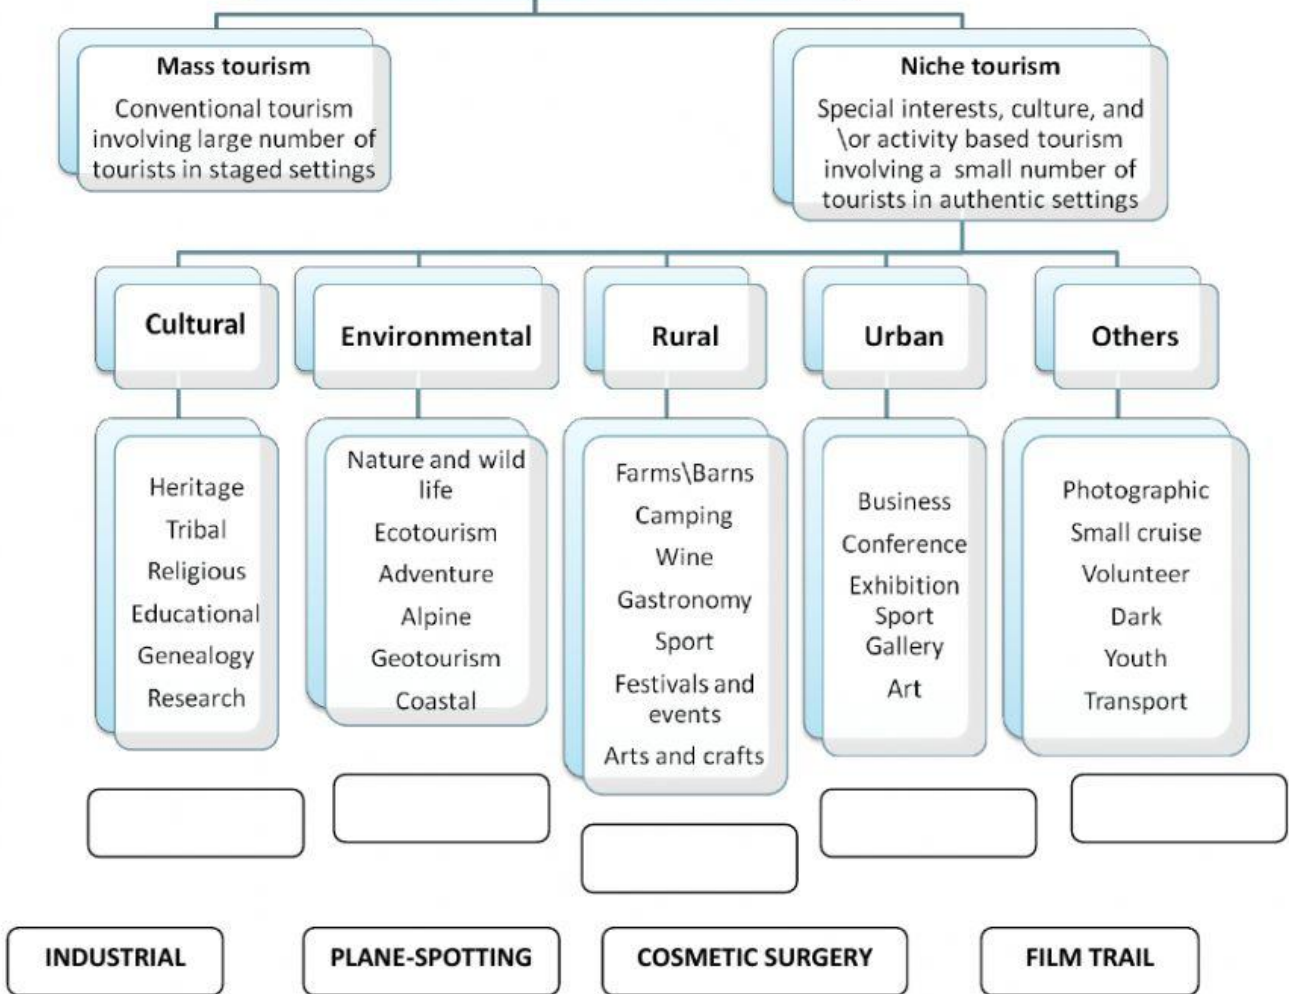 Mass tourism
Conventional tourism
involving large number of
tourists in staged settings
Niche tourism
Special interests, culture, and
\or activity based tourism
involving a small number of
tourists in authentic settings
Cultural
Environmental
Rural
Urban
Others
Heritage
Tribal
Religious
Educational
Genealogy
Research
Nature and wild
life
Ecotourism
Adventure
Alpine
Geotourism
Coastal
Farms\Barns
Camping
Wine
Gastronomy
Sport
Festivals and
events
Arts and crafts
Business
Conference
Exhibition
Sport
Gallery
Art
Photographic
Small cruise
Volunteer
Dark
Youth
Transport
INDUSTRIAL
PLANE-SPOTTING
COSMETIC SURGERY
FILM TRAIL